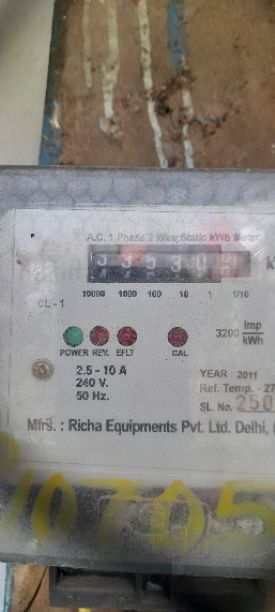 A.C. 1 Phase 2 Wire Static kWh Meter
3 3 5 3 0
10000 1000 100 10 1 1/10
CL-1
3200 Imp/kWh
POWER REV. EFLT CAL
2.5 - 10 A
240 V.
50 Hz.
YEAR : 2011
Ref. Temp. - 27
SL. No. 250
Mfrs. : Richa Equipments Pvt. Ltd. Delhi,